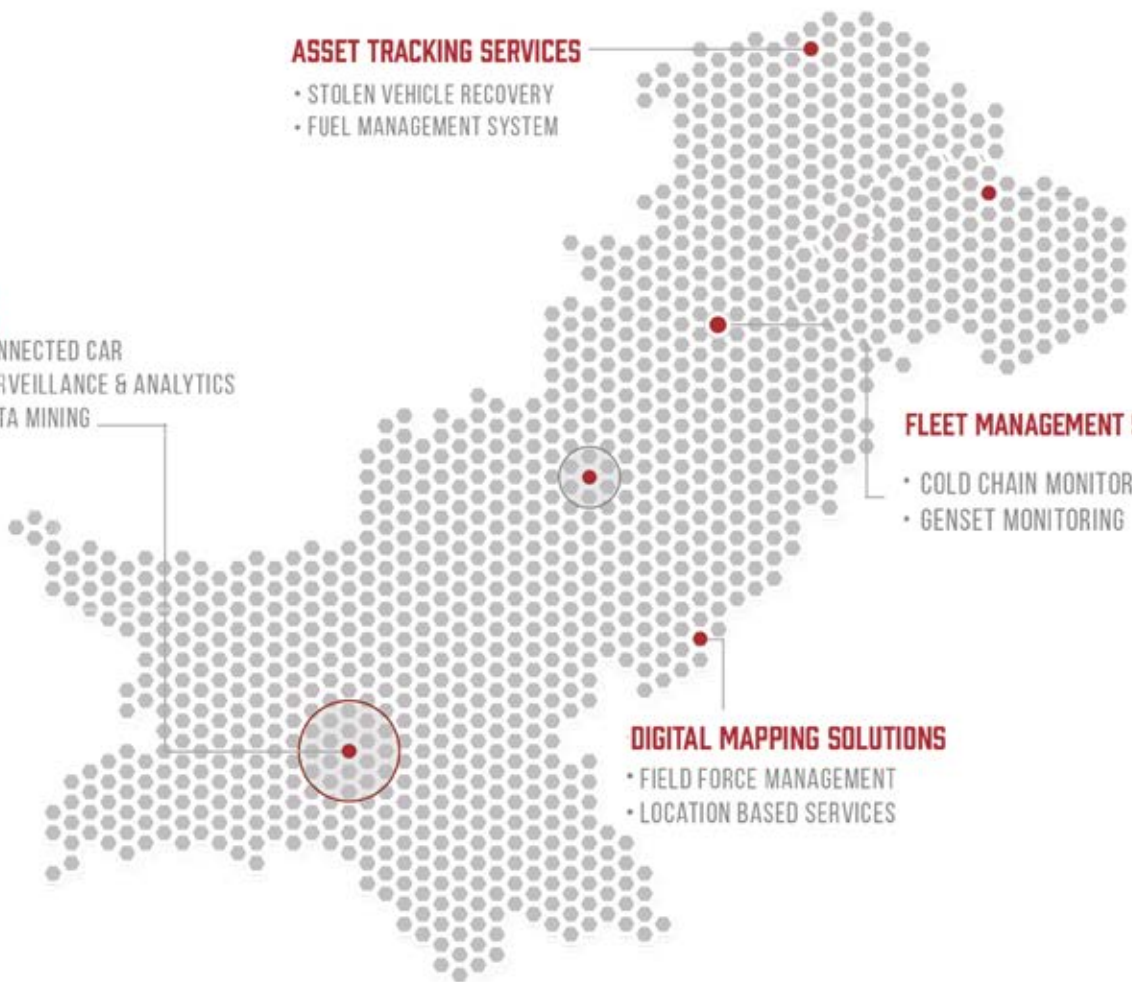 ASSET TRACKING SERVICES
• STOLEN VEHICLE RECOVERY
• FUEL MANAGEMENT SYSTEM
NNECTED CAR
RVEILLANCE & ANALYTICS
TA MINING
FLEET MANAGEMENT
• COLD CHAIN MONITOR
• GENSET MONITORING
DIGITAL MAPPING SOLUTIONS
• FIELD FORCE MANAGEMENT
• LOCATION BASED SERVICES